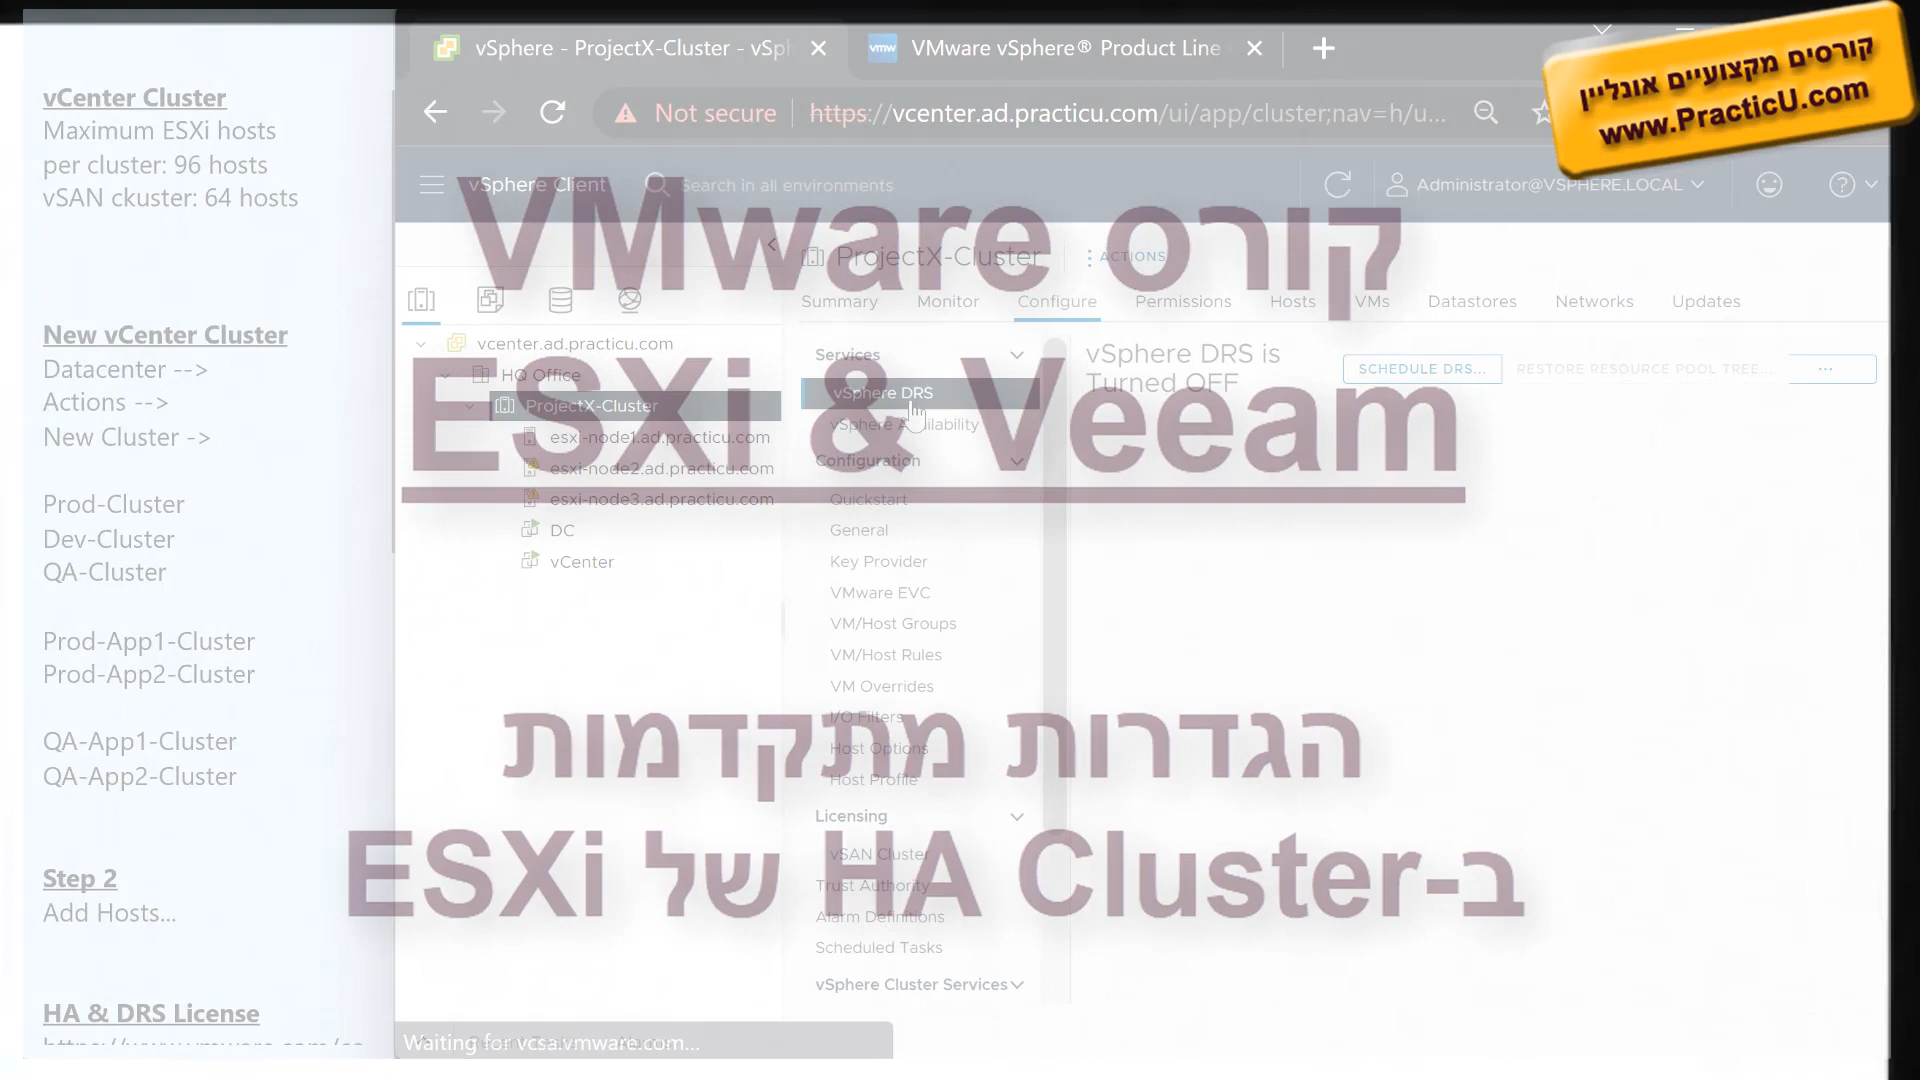 vCenter Cluster
Maximum ESXi hosts
per cluster: 96 hosts
vSAN ckuster: 64 hosts
New vCenter Cluster
Datacenter -->
Actions -->
New Cluster ->
Prod-Cluster
Dev-Cluster
QA-Cluster
Prod-App1-Cluster
Prod-App2-Cluster
QA-App1-Cluster
QA-App2-Cluster
Step 2
Add Hosts...
HA & DRS License
vSphere - ProjectX-Cluster - vSph
VMware vSphere® Product Line
Not secure
https://vcenter.ad.practicu.com/ui/app/cluster;nav=h/u...
קורסים מקצועיים אונליין
www.PracticU.com
vSphere Client
Search in all environments
Administrator@VSPHERE.LOCAL
קורס VMware
ESXi & Veeam
הגדרות מתקדמות
ב-HA Cluster של ESXi
ProjectX-Cluster
ACTIONS
Summary
Monitor
Configure
Permissions
Hosts
VMs
Datastores
Networks
Updates
vcenter.ad.practicu.com
HQ Office
ProjectX-Cluster
esxi-node1.ad.practicu.com
esxi-node2.ad.practicu.com
esxi-node3.ad.practicu.com
DC
vCenter
Services
vSphere DRS
vSphere Availability
Configuration
Quickstart
General
Key Provider
VMware EVC
VM/Host Groups
VM/Host Rules
VM Overrides
I/O Filters
Host Options
Host Profile
Licensing
vSAN Cluster
Trust Authority
Alarm Definitions
Scheduled Tasks
vSphere Cluster Services
vSphere DRS is
Turned OFF
SCHEDULE DRS...
RESTORE RESOURCE POOL TREE...
...
Waiting for vcsa.vmware.com...